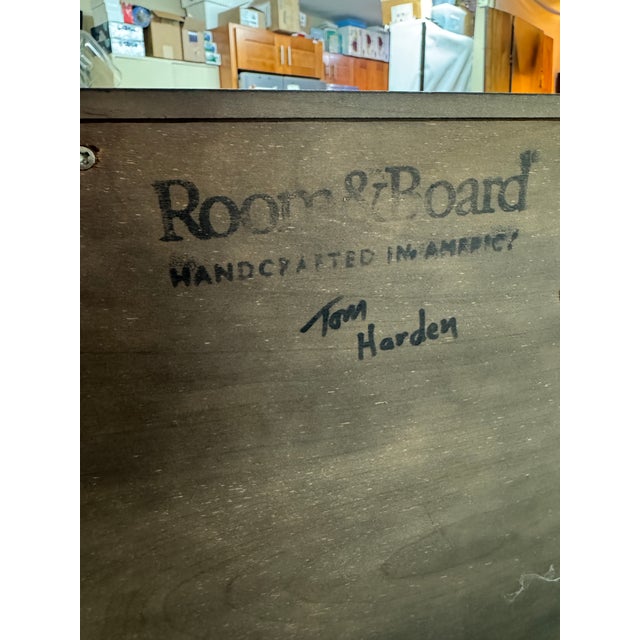 Room&Board
HANDCRAFTED IN AMERICA
Tom
Harden